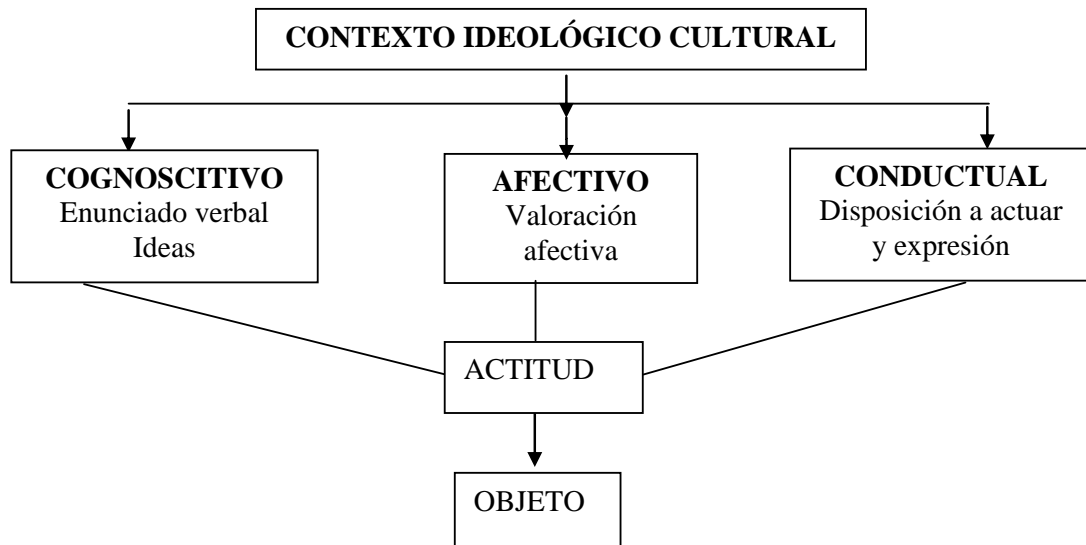 CONTEXTO IDEOLÓGICO CULTURAL
COGNOSCITIVO
Enunciado verbal
Ideas
AFECTIVO
Valoración
afectiva
CONDUCTUAL
Disposición a actuar
y expresión
ACTITUD
OBJETO